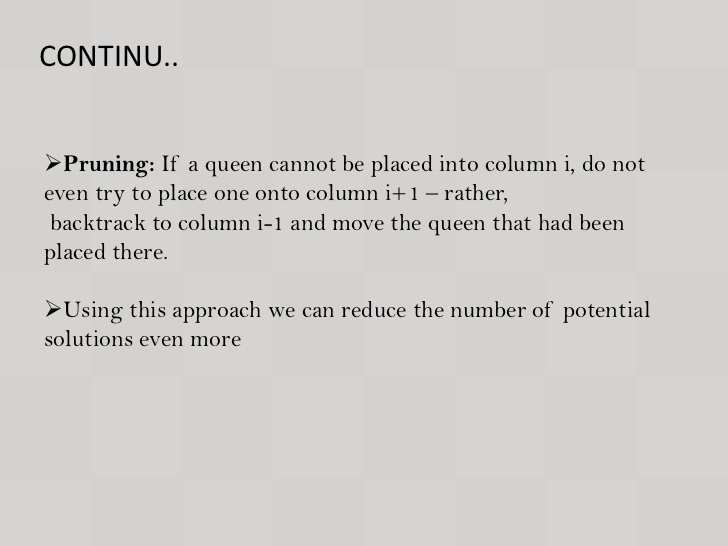 CONTINU..
➢Pruning: If a queen cannot be placed into column i, do not
even try to place one onto column i+1 – rather,
backtrack to column i-1 and move the queen that had been
placed there.
➢Using this approach we can reduce the number of potential
solutions even more